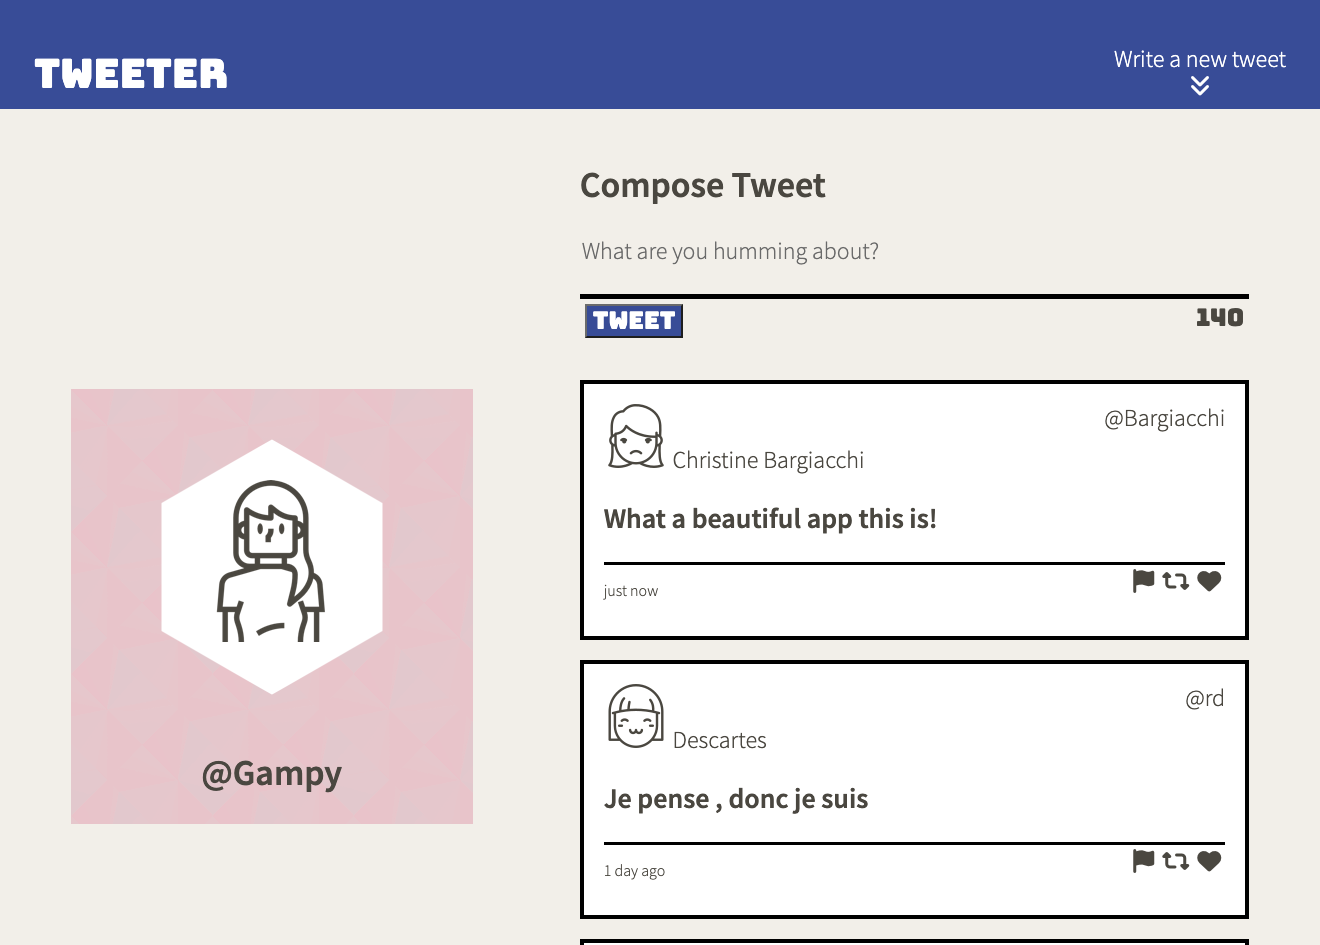 TWEETER
Write a new tweet
Compose Tweet
What are you humming about?
TWEET
140
@Bargiacchi
Christine Bargiacchi
What a beautiful app this is!
just now
@rd
Descartes
Je pense , donc je suis
1 day ago
@Gampy